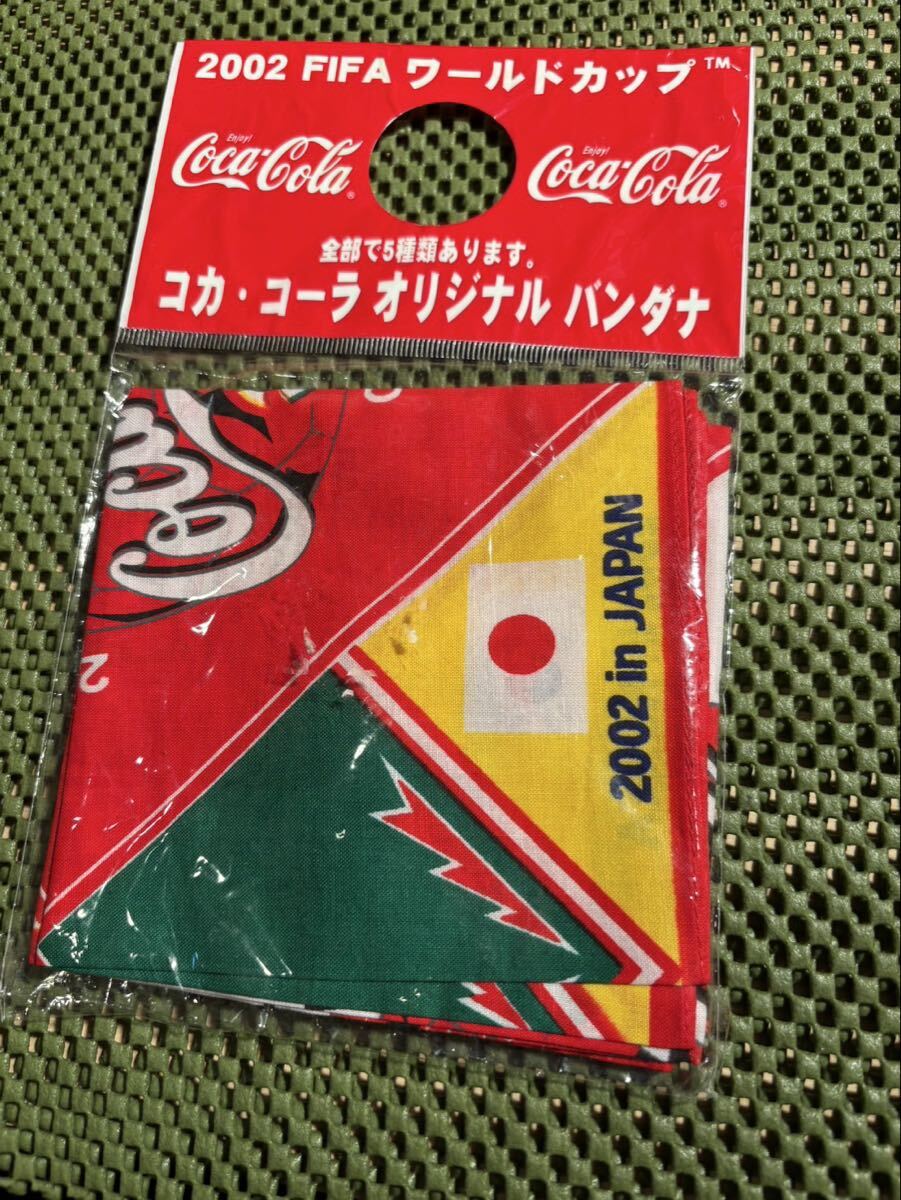 2002 FIFA ワールドカップ™
Enjoy!
Coca-Cola®
Enjoy!
Coca-Cola®
全部で5種類あります。
コカ・コーラ オリジナル バンダナ
2002 in JAPAN
2